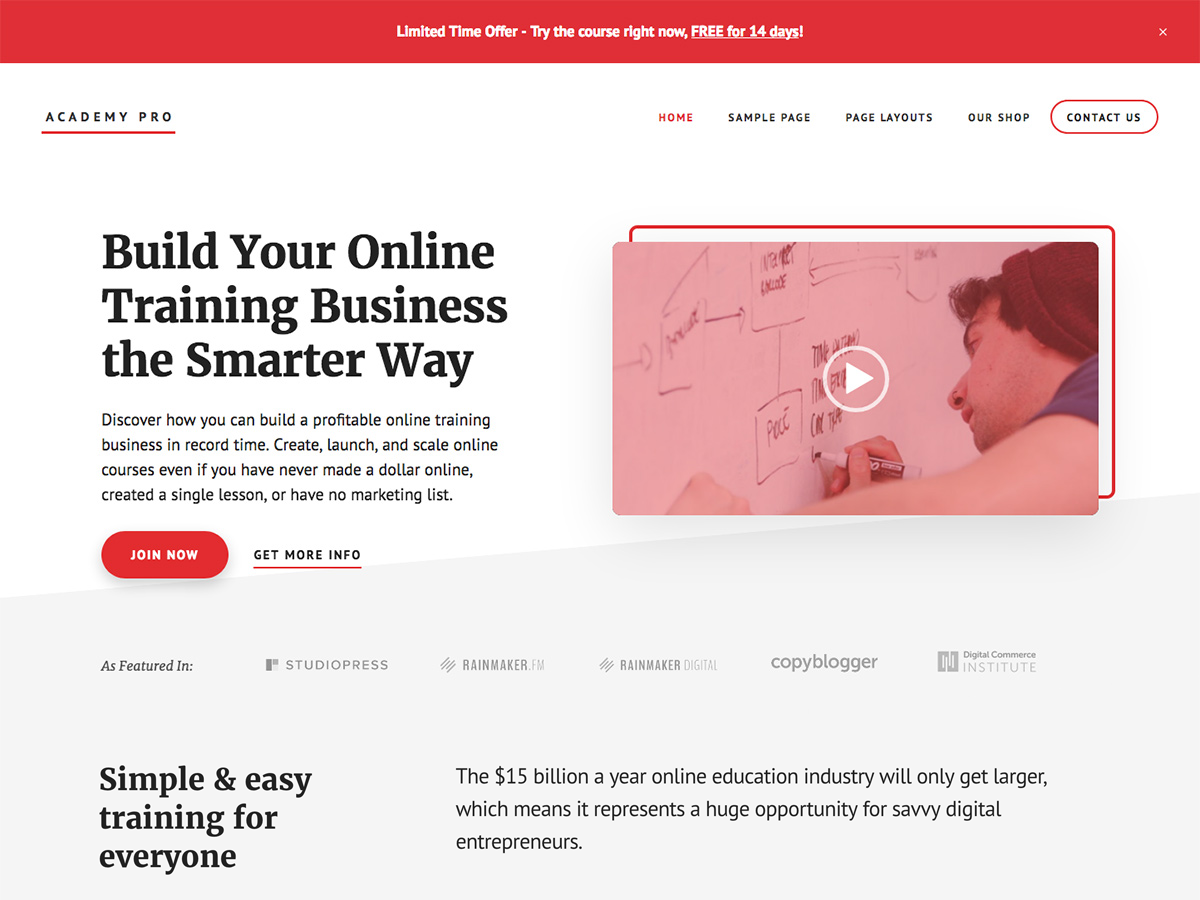 Limited Time Offer - Try the course right now, FREE for 14 days!
×
ACADEMY PRO
HOME
SAMPLE PAGE
PAGE LAYOUTS
OUR SHOP
CONTACT US
Build Your Online
Training Business
the Smarter Way
Discover how you can build a profitable online training
business in record time. Create, launch, and scale online
courses even if you have never made a dollar online,
created a single lesson, or have no marketing list.
JOIN NOW
GET MORE INFO
As Featured In:
STUDIOPRESS
RAINMAKER.FM
RAINMAKER DIGITAL
copyblogger
Digital Commerce
INSTITUTE
Simple & easy
training for
everyone
The $15 billion a year online education industry will only get larger,
which means it represents a huge opportunity for savvy digital
entrepreneurs.